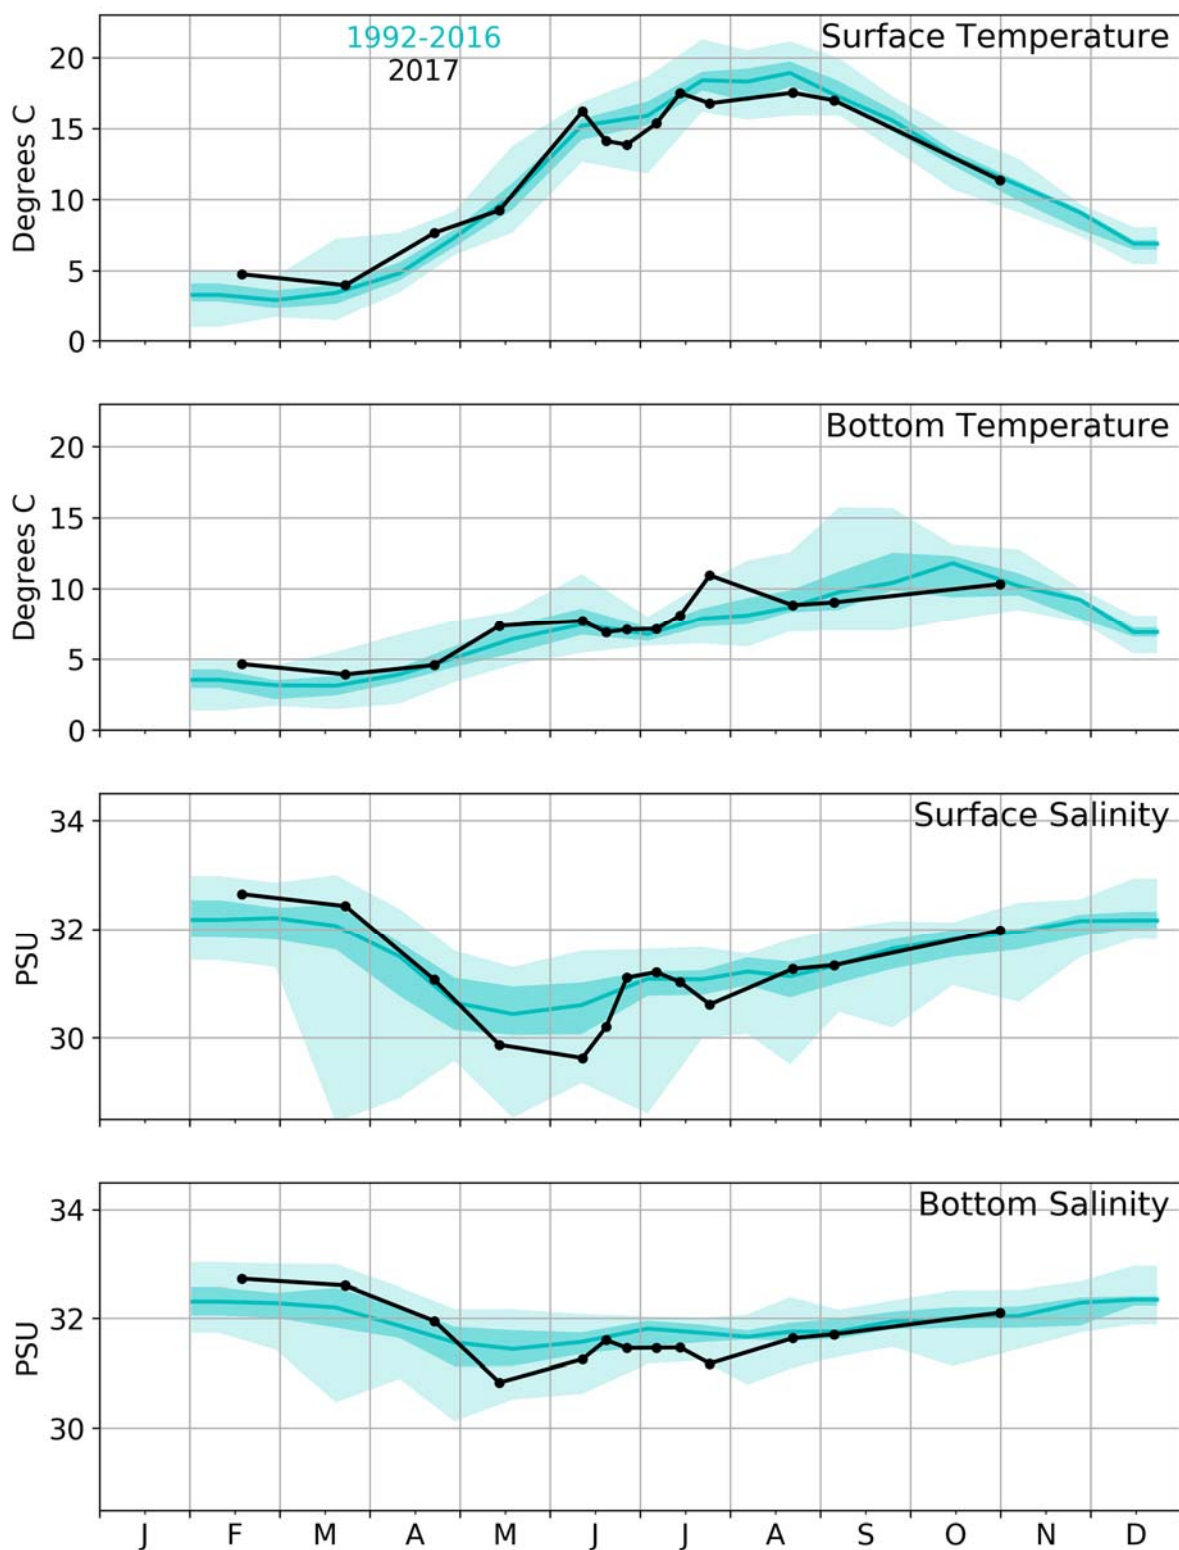 1992-2016
2017
Surface Temperature
Degrees C
20
15
10
5
0
Bottom Temperature
Degrees C
20
15
10
5
0
Surface Salinity
PSU
34
32
30
Bottom Salinity
PSU
34
32
30
J F M A M J J A S O N D